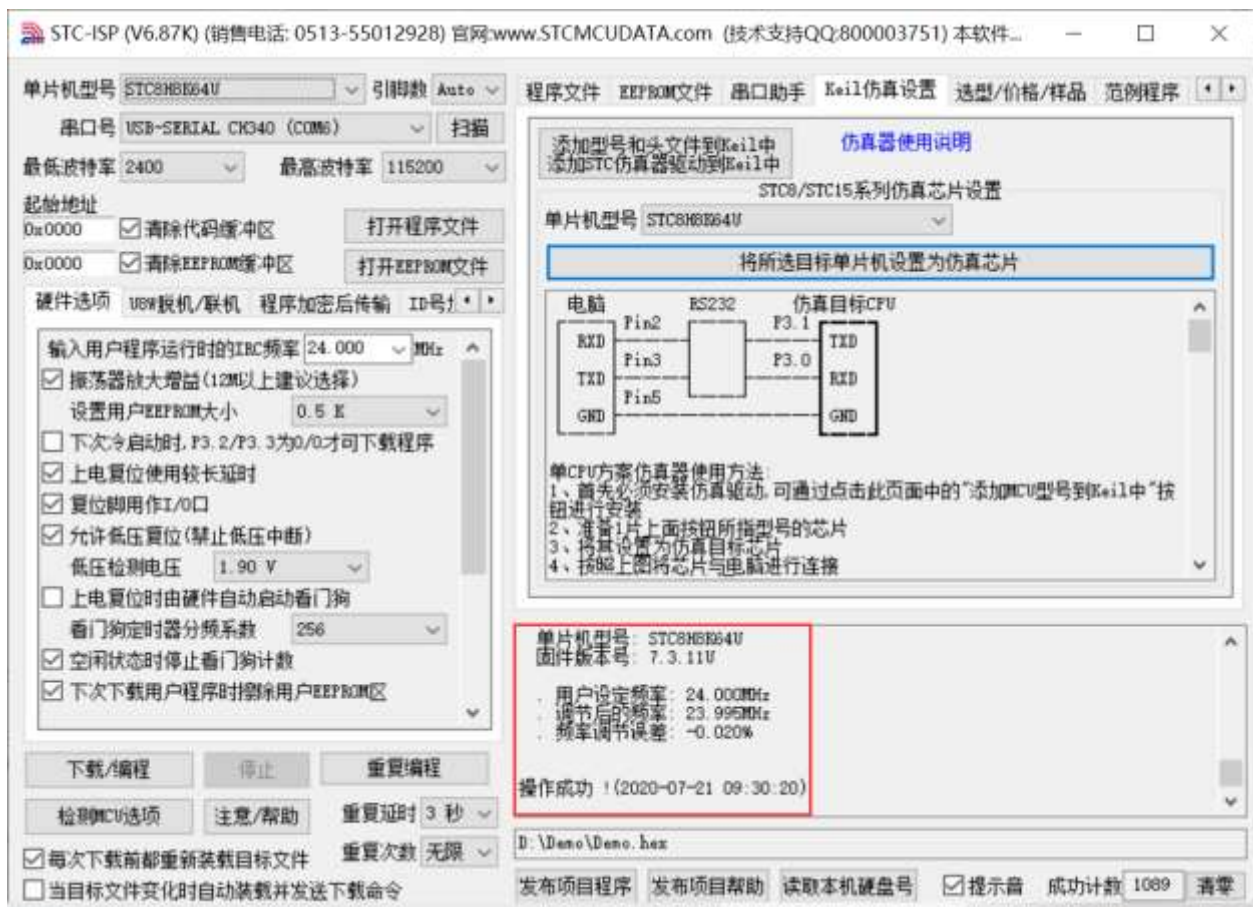 STC-ISP (V6.87K) (销售电话: 0513-55012928) 官网:www.STCMCUDATA.com (技术支持QQ:800003751) 本软件...
单片机型号 STC8H8K64U 引脚数 Auto
串口号 USB-SERIAL CH340 (COM6) 扫描
最低波特率 2400 最高波特率 115200
起始地址
0x0000 清除代码缓冲区 打开程序文件
0x0000 清除EEPROM缓冲区 打开EEPROM文件
硬件选项 U8W脱机/联机 程序加密后传输 ID号
输入用户程序运行时的IRC频率 24.000 MHz
振荡器放大增益(12M以上建议选择)
设置用户EEPROM大小 0.5 K
下次冷启动时,P3.2/P3.3为0/0才可下载程序
上电复位使用较长延时
复位脚用作I/O口
允许低压复位(禁止低压中断)
低压检测电压 1.90 V
上电复位时由硬件自动启动看门狗
看门狗定时器分频系数 256
空闲状态时停止看门狗计数
下次下载用户程序时擦除用户EEPROM区
下载/编程 停止 重复编程
检测MCU选项 注意/帮助 重复延时 3 秒
每次下载前都重新装载目标文件 重复次数 无限
当目标文件变化时自动装载并发送下载命令
程序文件 EEPROM文件 串口助手 Keil仿真设置 选型/价格/样品 范例程序
添加型号和头文件到Keil中
添加STC仿真器驱动到Keil中
仿真器使用说明
STC8/STC15系列仿真芯片设置
单片机型号 STC8H8K64U
将所选目标单片机设置为仿真芯片
电脑 RS232 仿真目标CPU
Pin2 P3.1
RXD TXD
Pin3 P3.0
TXD RXD
Pin5
GND GND
单CPU方案仿真器使用方法:
1、首先必须安装仿真驱动,可通过点击此页面中的"添加MCU型号到Keil中"按
钮进行安装
2、准备1片上面按钮所指型号的芯片
3、将其设置为仿真目标芯片
4、按照上图将芯片与电脑进行连接
单片机型号: STC8H8K64U
固件版本号: 7.3.11U
. 用户设定频率: 24.000MHz
. 调节后的频率: 23.995MHz
. 频率调节误差: -0.020%
操作成功 !(2020-07-21 09:30:20)
D:\Demo\Demo.hex
发布项目程序 发布项目帮助 读取本机硬盘号 提示音 成功计数 1089 清零